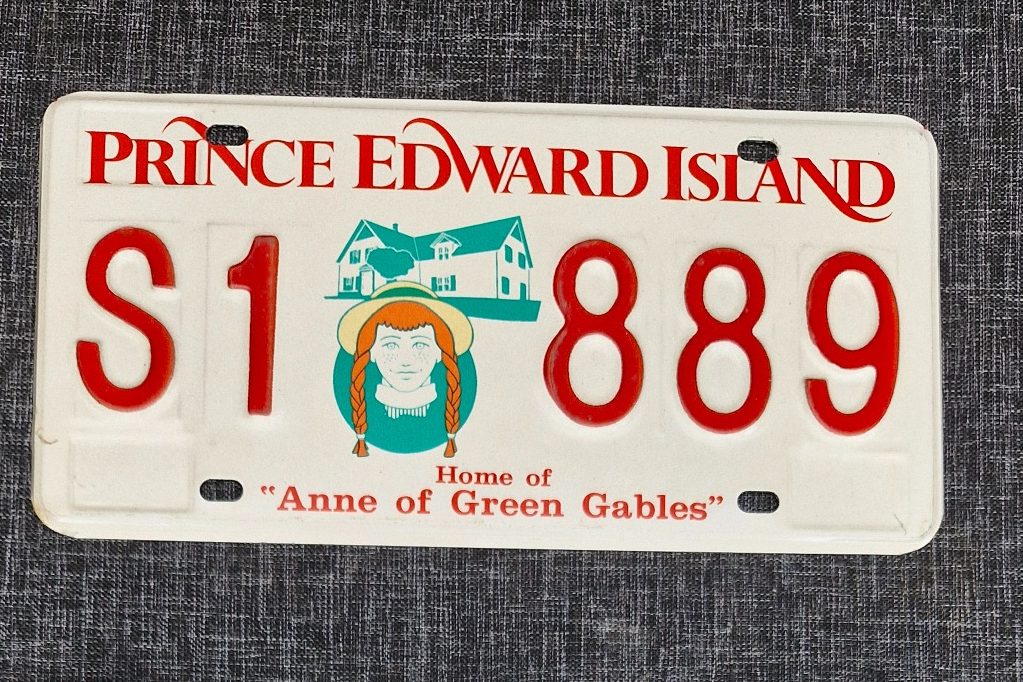 PRINCE EDWARD ISLAND
S1 889
Home of
"Anne of Green Gables"